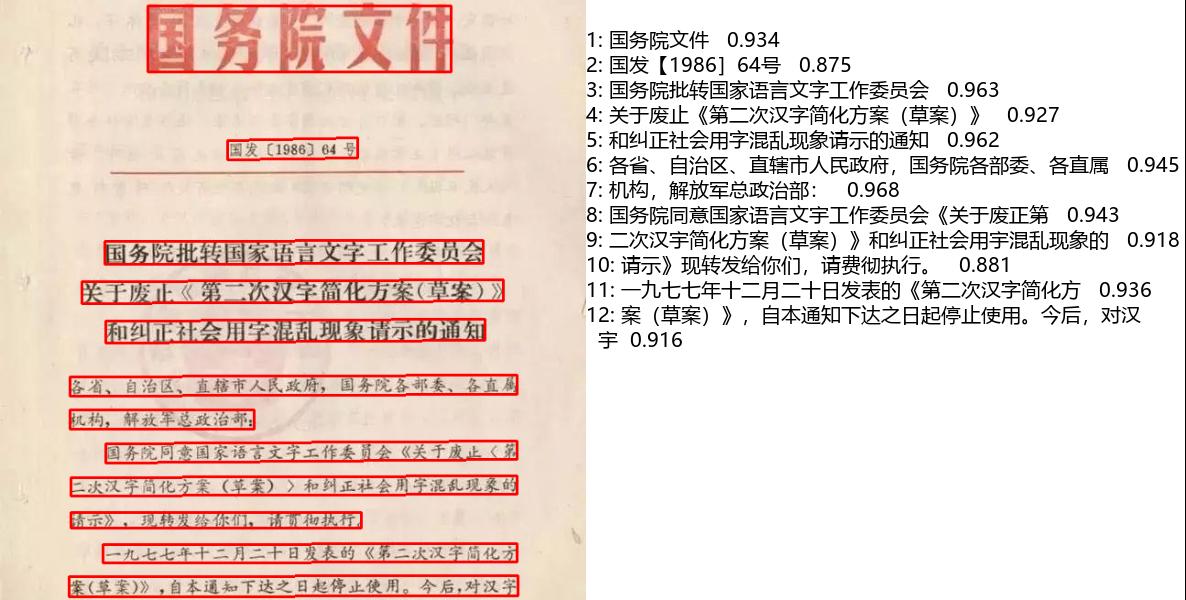 国务院文件
国发〔1986〕64 号
国务院批转国家语言文字工作委员会
关于废止《第二次汉字简化方案(草案)》
和纠正社会用字混乱现象请示的通知
各省、自治区、直辖市人民政府，国务院各部委、各直属
机构，解放军总政治部：
国务院同意国家语言文字工作委员会《关于废止〈第
二次汉字简化方案（草案）〉和纠正社会用字混乱现象的
请示》，现转发给你们，请贯彻执行。
一九七七年十二月二十日发表的《第二次汉字简化方
案(草案)》，自本通知下达之日起停止使用。今后，对汉字
1: 国务院文件 0.934
2: 国发【1986］64号 0.875
3: 国务院批转国家语言文字工作委员会 0.963
4: 关于废止《第二次汉字简化方案（草案）》 0.927
5: 和纠正社会用字混乱现象请示的通知 0.962
6: 各省、自治区、直辖市人民政府，国务院各部委、各直属 0.945
7: 机构，解放军总政治部： 0.968
8: 国务院同意国家语言文宇工作委员会《关于废正第 0.943
9: 二次汉宇简化方案（草案）》和纠正社会用宇混乱现象的 0.918
10: 请示》现转发给你们，请费彻执行。 0.881
11: 一九七七年十二月二十日发表的《第二次汉字简化方 0.936
12: 案（草案）》，自本通知下达之日起停止使用。今后，对汉
宇 0.916